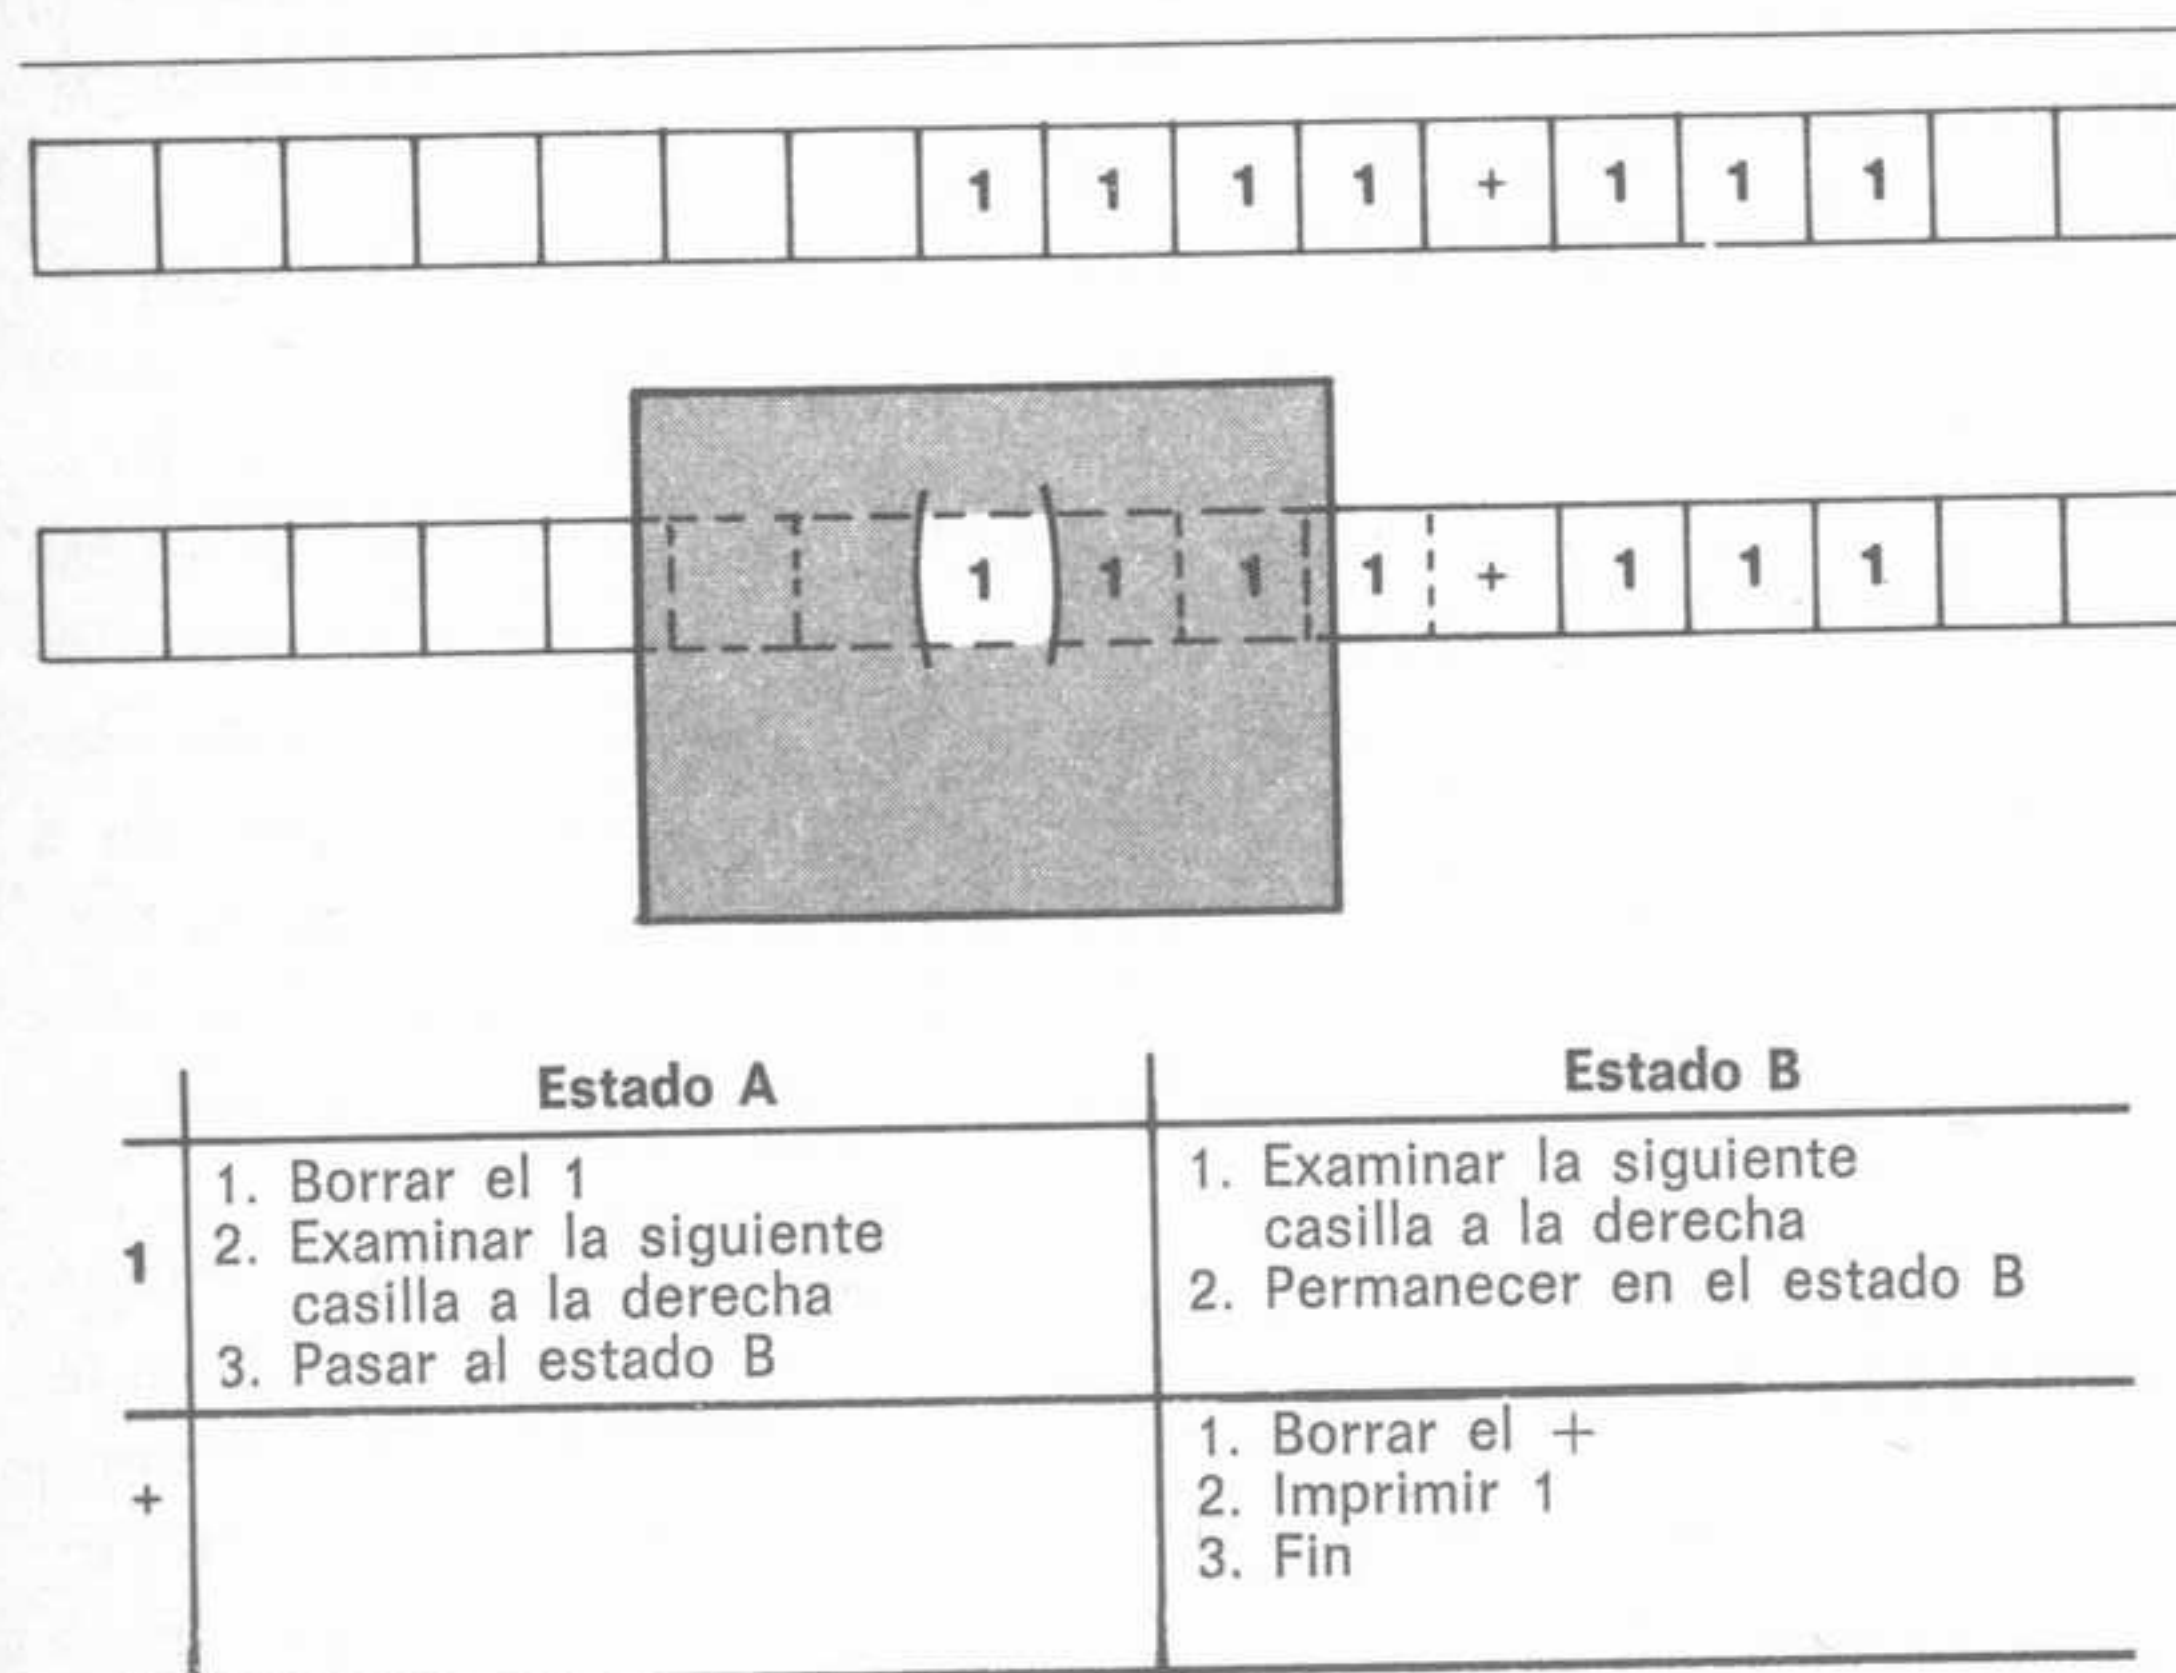 1 1 1 1 + 1 1 1
1 1 1 1 + 1 1 1
Estado A Estado B
1
1. Borrar el 1
2. Examinar la siguiente
casilla a la derecha
3. Pasar al estado B
1. Examinar la siguiente
casilla a la derecha
2. Permanecer en el estado B
+
1. Borrar el +
2. Imprimir 1
3. Fin